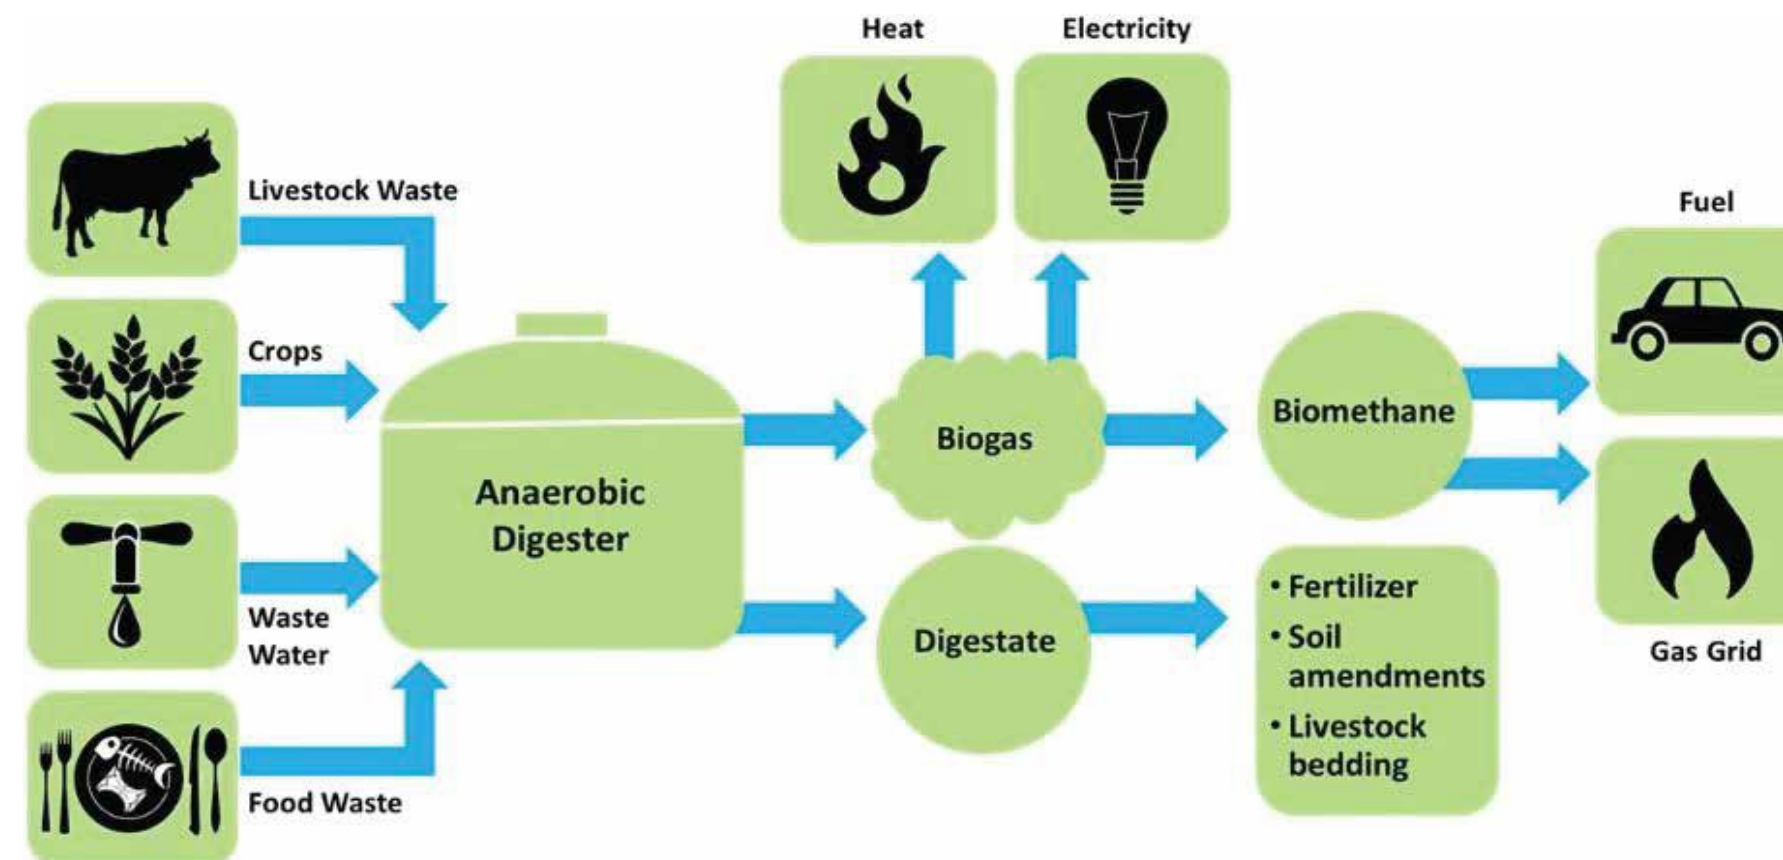 Heat
Electricity
Livestock Waste
Crops
Waste
Water
Food Waste
Anaerobic
Digester
Biogas
Digestate
Biomethane
• Fertilizer
• Soil
amendments
• Livestock
bedding
Fuel
Gas Grid